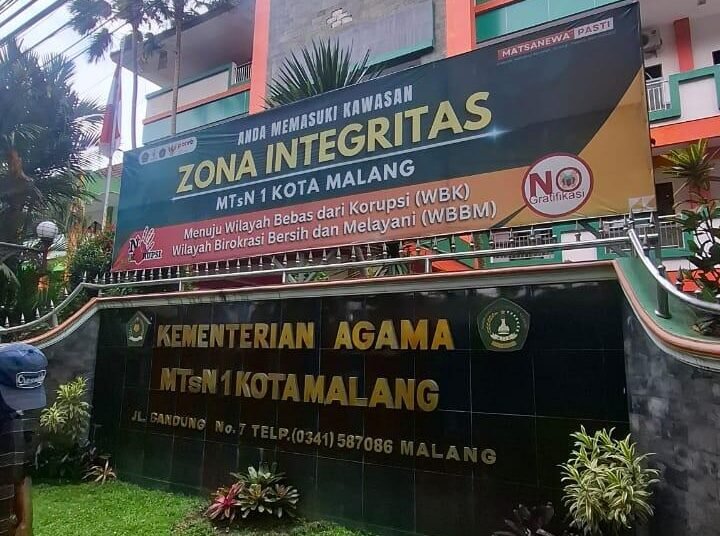 MATSANEWA PASTI
ANDA MEMASUKI KAWASAN
ZONA INTEGRITAS
MTsN 1 KOTA MALANG
Menuju Wilayah Bebas dari Korupsi (WBK)
Wilayah Birokrasi Bersih dan Melayani (WBBM)
NO
Gratifikasi
KEMENTERIAN AGAMA
MTsN 1 KOTA MALANG
JL. BANDUNG No. 7 TELP. (0341) 587086 MALANG